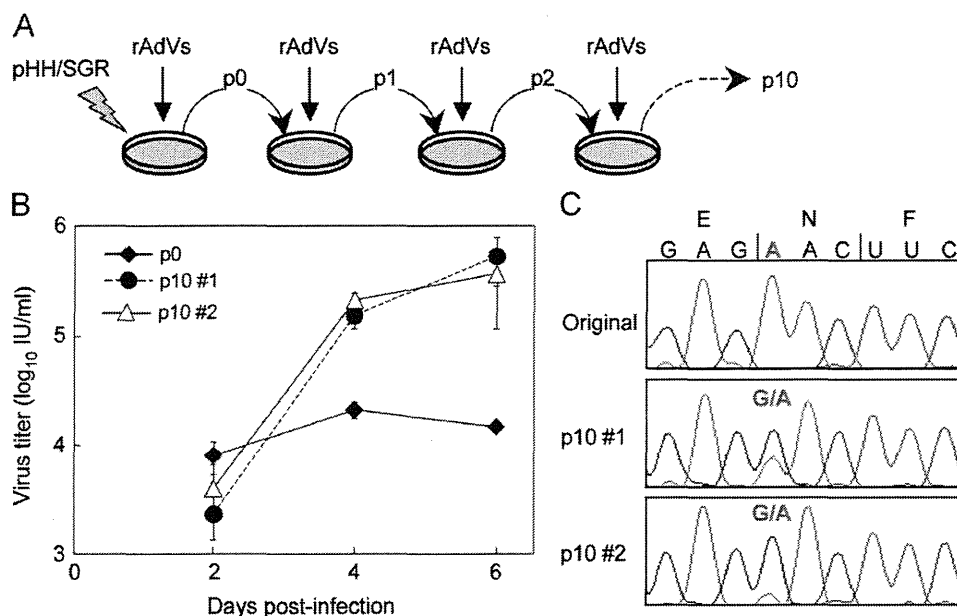 A
pHH/SGR
rAdVs rAdVs rAdVs rAdVs
p0 p1 p2 p10
B
Virus titer (log10 IU/ml)
6
5
4
3
p0
p10 #1
p10 #2
0 2 4 6
Days post-infection
C
E N F
G A G A A C U U C
Original
G/A
p10 #1
G/A
p10 #2